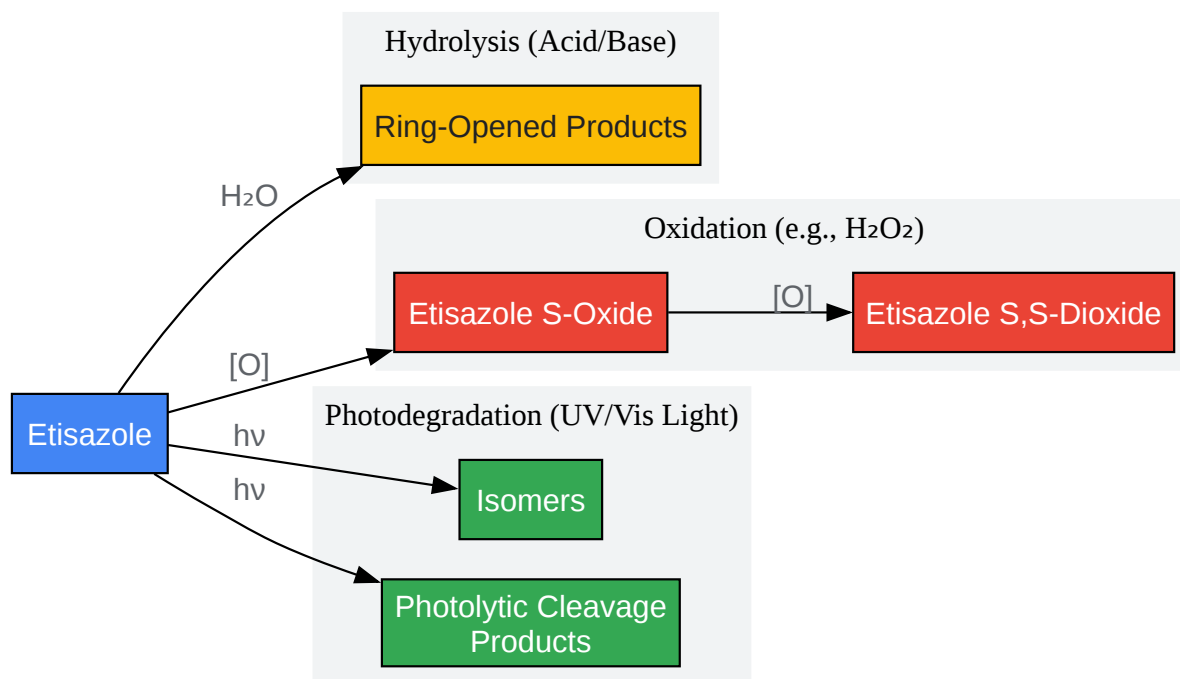 Hydrolysis (Acid/Base)
Ring-Opened Products
H₂O
Oxidation (e.g., H₂O₂)
Etisazole S-Oxide
[O]
Etisazole S,S-Dioxide
[O]
Etisazole
Photodegradation (UV/Vis Light)
hν
Isomers
hν
Photolytic Cleavage
Products